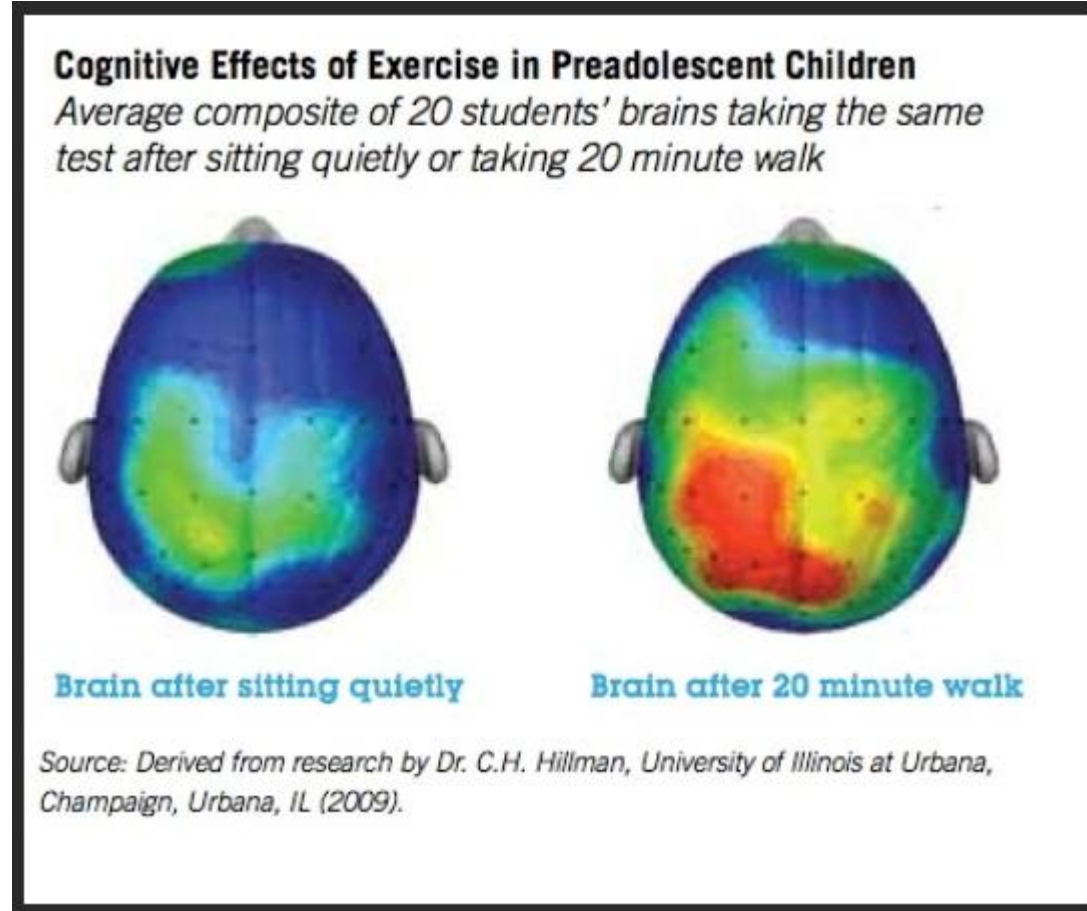 Cognitive Effects of Exercise in Preadolescent Children
Average composite of 20 students' brains taking the same
test after sitting quietly or taking 20 minute walk
Brain after sitting quietly
Brain after 20 minute walk
Source: Derived from research by Dr. C.H. Hillman, University of Illinois at Urbana,
Champaign, Urbana, IL (2009).